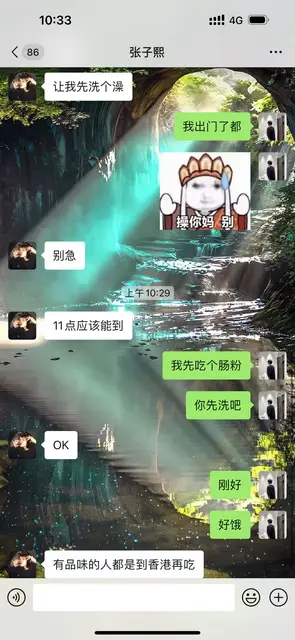 10:33
4G
86
张子熙
让我先洗个澡
我出门了都
操你妈 别
别急
上午 10:29
11点应该能到
我先吃个肠粉
你先洗吧
OK
刚好
好饿
有品味的人都是到香港再吃